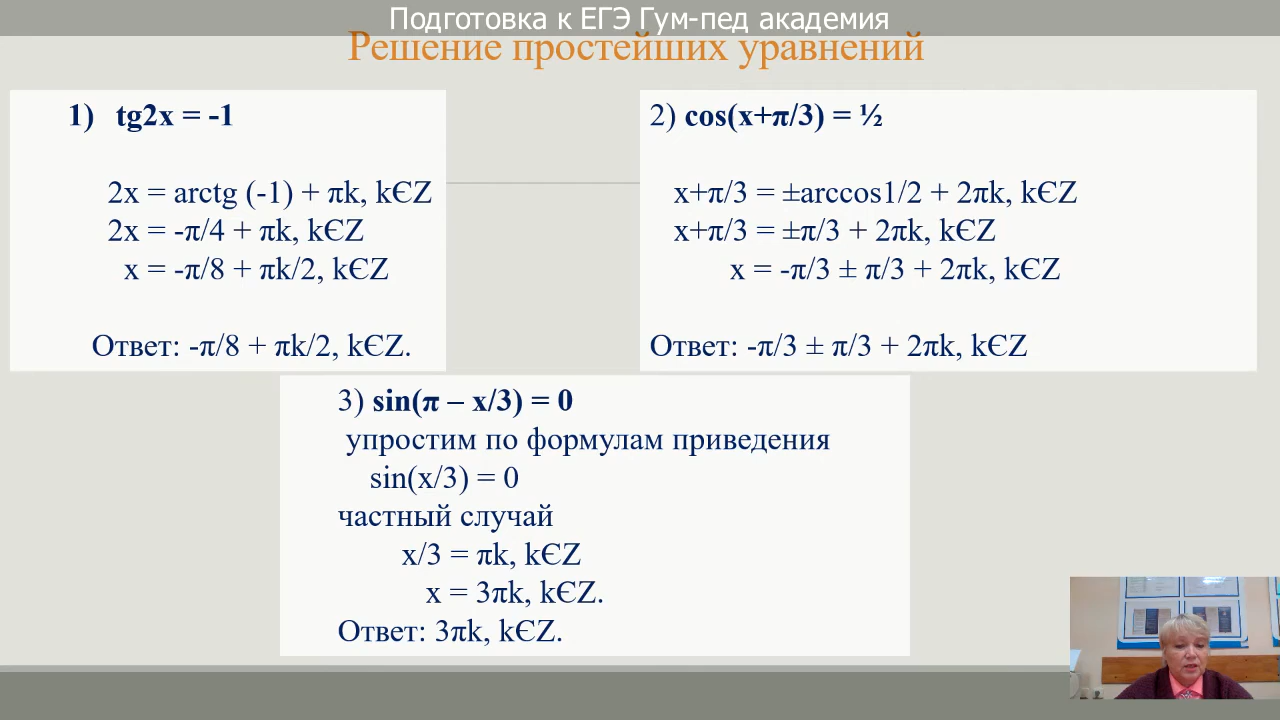 Подготовка к ЕГЭ Гум-пед академия
Решение простейших уравнений
1) tg2x = -1
2x = arctg (-1) + πk, kЄZ
2x = -π/4 + πk, kЄZ
x = -π/8 + πk/2, kЄZ
Ответ: -π/8 + πk/2, kЄZ.
2) cos(x+π/3) = ½
x+π/3 = ±arccos1/2 + 2πk, kЄZ
x+π/3 = ±π/3 + 2πk, kЄZ
x = -π/3 ± π/3 + 2πk, kЄZ
Ответ: -π/3 ± π/3 + 2πk, kЄZ
3) sin(π – x/3) = 0
упростим по формулам приведения
sin(x/3) = 0
частный случай
x/3 = πk, kЄZ
x = 3πk, kЄZ.
Ответ: 3πk, kЄZ.